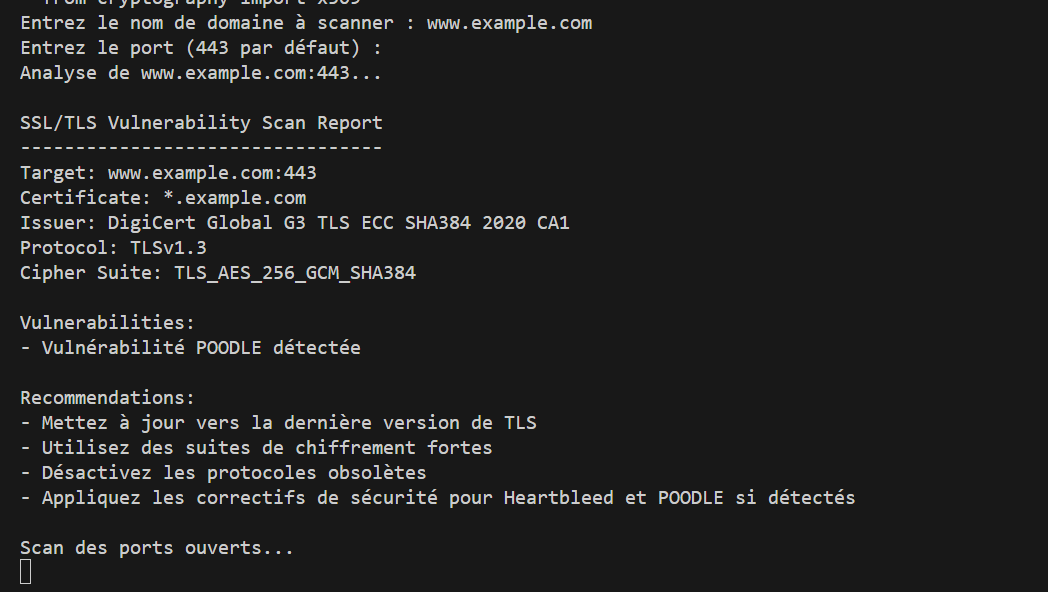 from cryptography import x509
Entrez le nom de domaine à scanner : www.example.com
Entrez le port (443 par défaut) :
Analyse de www.example.com:443...
SSL/TLS Vulnerability Scan Report
---------------------------------
Target: www.example.com:443
Certificate: *.example.com
Issuer: DigiCert Global G3 TLS ECC SHA384 2020 CA1
Protocol: TLSv1.3
Cipher Suite: TLS_AES_256_GCM_SHA384
Vulnerabilities:
- Vulnérabilité POODLE détectée
Recommendations:
- Mettez à jour vers la dernière version de TLS
- Utilisez des suites de chiffrement fortes
- Désactivez les protocoles obsolètes
- Appliquez les correctifs de sécurité pour Heartbleed et POODLE si détectés
Scan des ports ouverts...